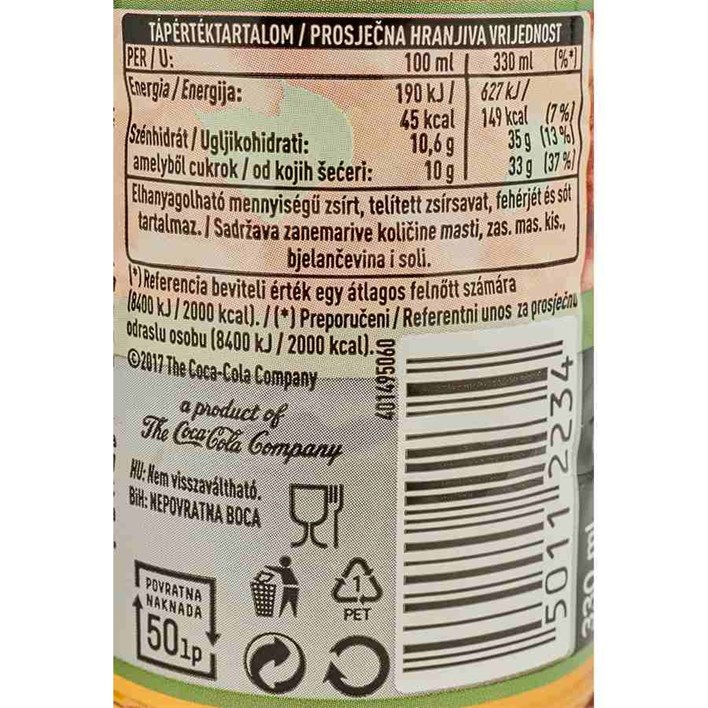 TÁPÉRTÉKTARTALOM / PROSJEČNA HRANJIVA VRIJEDNOST
PER / U: 100 ml 330 ml (%*)
Energia / Energija: 190 kJ / 627 kJ /
45 kcal 149 kcal (7%)
Szénhidrát / Ugljikohidrati: 10,6 g 35 g (13%)
amelyből cukrok / od kojih šećeri: 10 g 33 g (37%)
Elhanyagolható mennyiségű zsírt, telített zsírsavat, fehérjét és sót
tartalmaz. / Sadržava zanemarive količine masti, zas. mas. kis.,
bjelančevina i soli.
(*) Referencia beviteli érték egy átlagos felnőtt számára
(8400 kJ / 2000 kcal). / (*) Preporučeni / Referentni unos za prosječnu
odraslu osobu (8400 kJ / 2000 kcal).
©2017 The Coca-Cola Company
a product of
The Coca-Cola Company
HU: Nem visszaváltható.
BiH: NEPOVRATNA BOCA
401495060
5011 2234
330 ml
POVRATNA
NAKNADA
50lp
1
PET